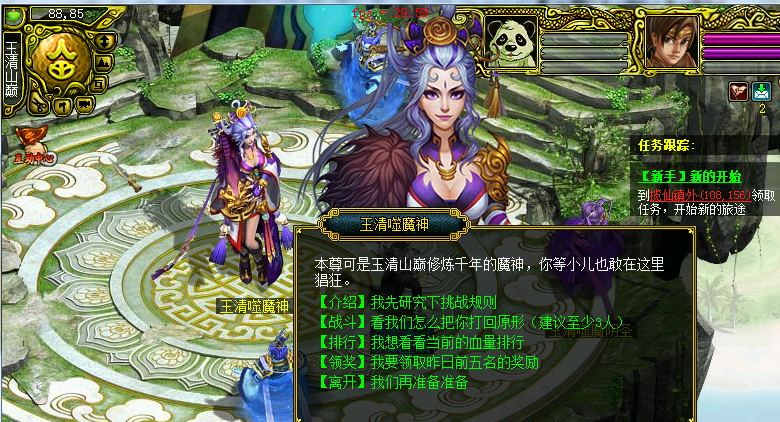 88,85
玉清山巅
互动中心
2
任务跟踪：
【新手】新的开始
到揽仙镇外(108,156)领取
任务，开始新的旅途
玉清噬魔神
玉清噬魔神
本尊可是玉清山巅修炼千年的魔神，你等小儿也敢在这里
猖狂。
【介绍】我先研究下挑战规则
【战斗】看我们怎么把你打回原形（建议至少3人）
【排行】我想看看当前的血量排行
【领奖】我要领取昨日前五名的奖励
【离开】我们再准备准备